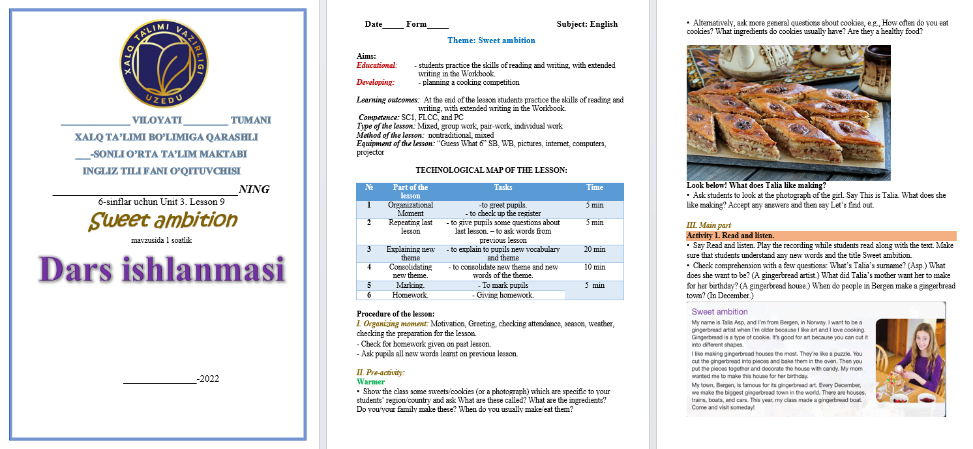 XALQ TALIMI VAZIRLIGI
UZEDU
______________ VILOYATI _________ TUMANI
XALQ TA'LIMI BO'LIMIGA QARASHLI
___-SONLI O'RTA TA'LIM MAKTABI
INGLIZ TILI FANI O'QITUVCHISI
______________________________NING
6-sinflar uchun Unit 3. Lesson 9
Sweet ambition
mavzusida 1 soatlik
Dars ishlanmasi
________________-2022
Date_____ Form_____ Subject: English
Theme: Sweet ambition
Aims:
Educational: - students practice the skills of reading and writing, with extended
writing in the Workbook.
Developing: - planning a cooking competition
Learning outcomes: At the end of the lesson students practice the skills of reading and
writing, with extended writing in the Workbook.
Competence: SC1, FLCC, and PC
Type of the lesson: Mixed, group work, pair-work, individual work
Method of the lesson: nontraditional, mixed
Equipment of the lesson: "Guess What 6" SB, WB, pictures, internet, computers,
projector
TECHNOLOGICAL MAP OF THE LESSON:
№ Part of the lesson Tasks Time
1 Organizational Moment -to greet pupils. - to check up the register 5 min
2 Repeating last lesson - to give pupils some questions about last lesson. – to ask words from previous lesson 5 min
3 Explaining new theme - to explain to pupils new vocabulary and theme 20 min
4 Consolidating new theme. - to consolidate new theme and new words of the theme. 10 min
5 Marking. - To mark pupils 5 min
6 Homework. - Giving homework.
Procedure of the lesson:
I. Organizing moment: Motivation, Greeting, checking attendance, season, weather,
checking the preparation for the lesson.
- Check for homework given on past lesson.
- Ask pupils all new words learnt on previous lesson.
II. Pre-activity:
Warmer
• Show the class some sweets/cookies (or a photograph) which are specific to your
students' region/country and ask What are these called? What are the ingredients?
Do you/your family make these? When do you usually make/eat them?
• Alternatively, ask more general questions about cookies, e.g., How often do you eat
cookies? What ingredients do cookies usually have? Are they a healthy food?
Look below! What does Talia like making?
• Ask students to look at the photograph of the girl. Say This is Talia. What does she
like making? Accept any answers and then say Let's find out.
III. Main part
Activity 1. Read and listen.
• Say Read and listen. Play the recording while students read along with the text. Make
sure that students understand any new words and the title Sweet ambition.
• Check comprehension with a few questions: What's Talia's surname? (Asp.) What
does she want to be? (A gingerbread artist.) What did Talia's mother want her to make
for her birthday? (A gingerbread house.) When do people in Bergen make a gingerbread
town? (In December.)
Sweet ambition
My name is Talia Asp, and I'm from Bergen, in Norway. I want to be a
gingerbread artist when I'm older because I like art and I love cooking.
Gingerbread is a type of cookie. It's good for art because you can cut it
into different shapes.
I like making gingerbread houses the most. They're like a puzzle. You
cut the gingerbread into pieces and bake them in the oven. Then you
put the pieces together and decorate the house with candy. My mom
wanted me to make this house for her birthday.
My town, Bergen, is famous for its gingerbread art. Every December,
we make the biggest gingerbread town in the world. There are houses,
trains, boats, and cars. This year, my class made a gingerbread boat.
Come and visit someday!